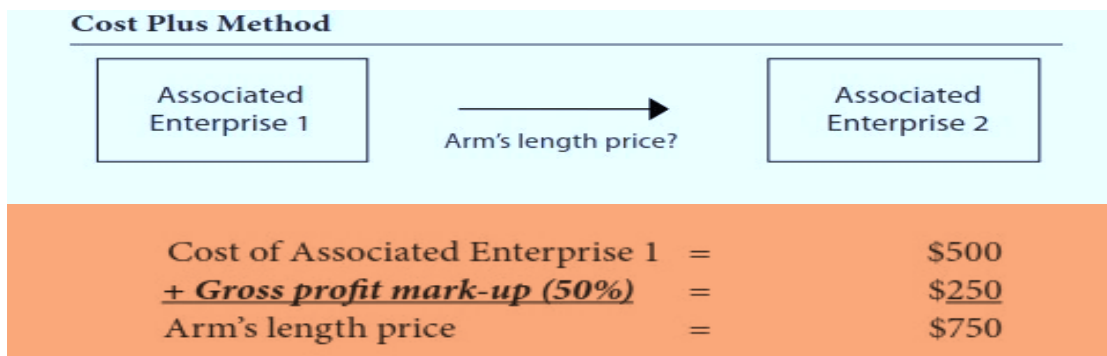 Cost Plus Method
Associated
Enterprise 1
Arm's length price?
Associated
Enterprise 2
Cost of Associated Enterprise 1 = $500
+ Gross profit mark-up (50%) = $250
Arm's length price = $750